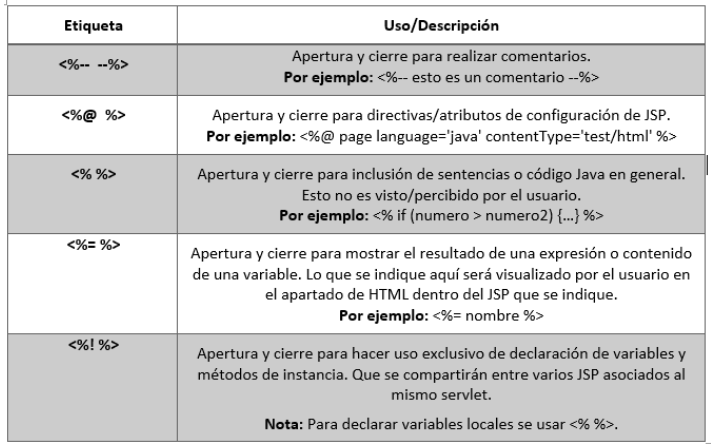 Etiqueta
Uso/Descripción
<%-- --%>
Apertura y cierre para realizar comentarios.
Por ejemplo: <%-- esto es un comentario --%>
<%@ %>
Apertura y cierre para directivas/atributos de configuración de JSP.
Por ejemplo: <%@ page language='java' contentType='test/html' %>
<% %>
Apertura y cierre para inclusión de sentencias o código Java en general.
Esto no es visto/percibido por el usuario.
Por ejemplo: <% if (numero > numero2) {...} %>
<%= %>
Apertura y cierre para mostrar el resultado de una expresión o contenido
de una variable. Lo que se indique aquí será visualizado por el usuario en
el apartado de HTML dentro del JSP que se indique.
Por ejemplo: <%= nombre %>
<%! %>
Apertura y cierre para hacer uso exclusivo de declaración de variables y
métodos de instancia. Que se compartirán entre varios JSP asociados al
mismo servlet.
Nota: Para declarar variables locales se usar <% %>.